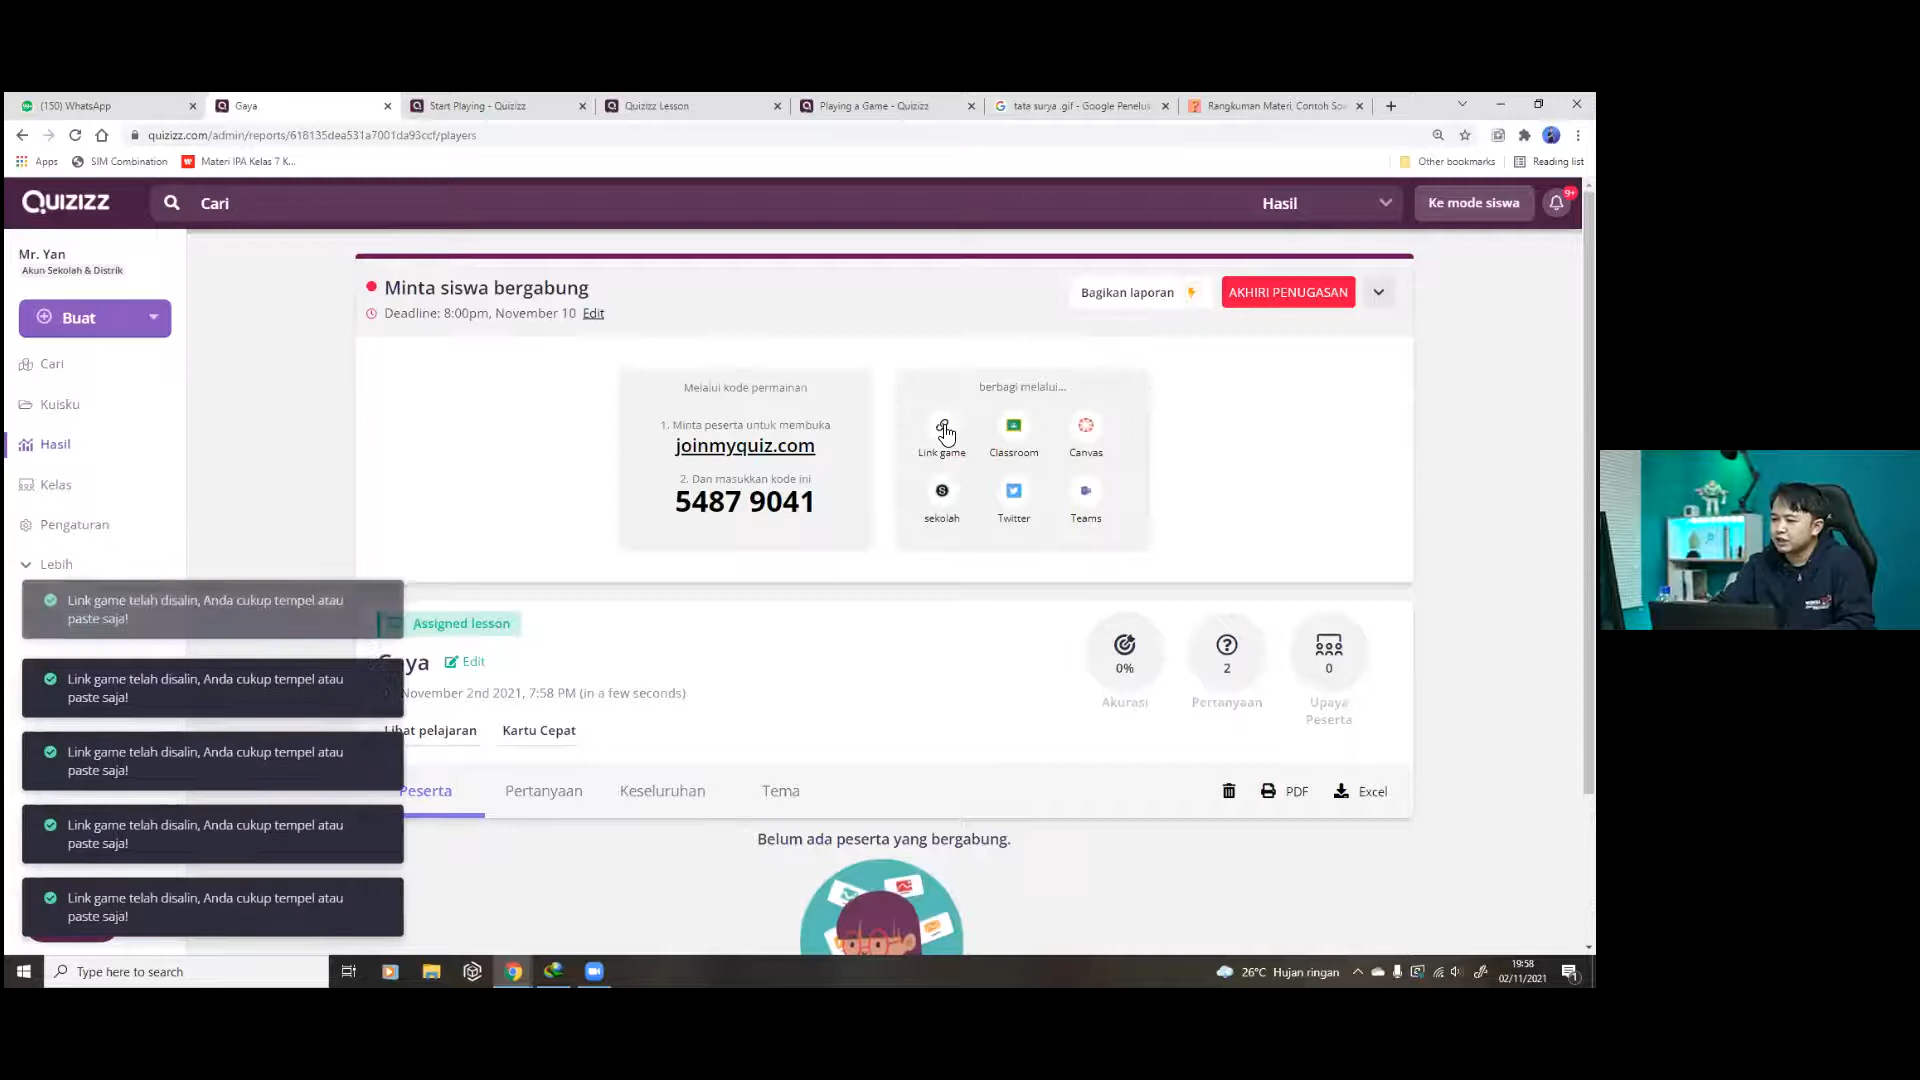 (150) WhatsApp
Gaya
Start Playing - Quizizz
Quizizz Lesson
Playing a Game - Quizizz
tata surya .gif - Google Penelus
Rangkuman Materi, Contoh So
quizizz.com/admin/reports/618135dea531a7001da93ccf/players
Apps
SIM Combination
Materi IPA Kelas 7 K...
Other bookmarks
Reading list
QUIZIZZ
Cari
Hasil
Ke mode siswa
9+
Mr. Yan
Akun Sekolah & Distrik
Buat
Cari
Kuisku
Hasil
Kelas
Pengaturan
Lebih
Minta siswa bergabung
Deadline: 8:00pm, November 10 Edit
Bagikan laporan
AKHIRI PENUGASAN
Melalui kode permainan
1. Minta peserta untuk membuka
joinmyquiz.com
2. Dan masukkan kode ini
5487 9041
berbagi melalui...
Link game
Classroom
Canvas
sekolah
Twitter
Teams
Link game telah disalin, Anda cukup tempel atau
paste saja!
Link game telah disalin, Anda cukup tempel atau
paste saja!
Link game telah disalin, Anda cukup tempel atau
paste saja!
Link game telah disalin, Anda cukup tempel atau
paste saja!
Link game telah disalin, Anda cukup tempel atau
paste saja!
Assigned lesson
Gaya
Edit
November 2nd 2021, 7:58 PM (in a few seconds)
Lihat pelajaran
Kartu Cepat
0%
Akurasi
2
Pertanyaan
0
Upaya
Peserta
Peserta
Pertanyaan
Keseluruhan
Tema
PDF
Excel
Belum ada peserta yang bergabung.
Type here to search
26°C Hujan ringan
19:58
02/11/2021
1